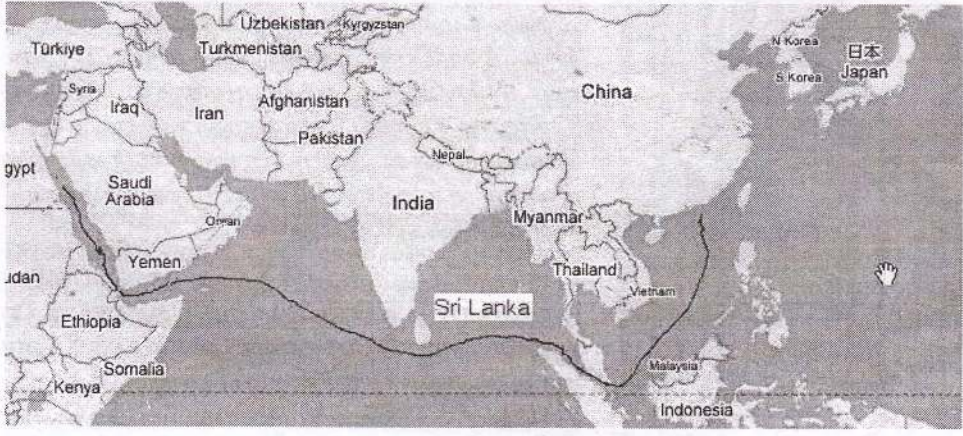 Uzbekistan
Kyrgyzstan
Türkiye
Turkmenistan
N Korea
日本
Japan
S Korea
Syria
Iraq
Iran
Afghanistan
China
Pakistan
Nepal
gypt
Saudi
Arabia
India
Oman
Myanmar
Yemen
udan
Thailand
Vietnam
Sri Lanka
Ethiopia
Somalia
Malaysia
Kenya
Indonesia